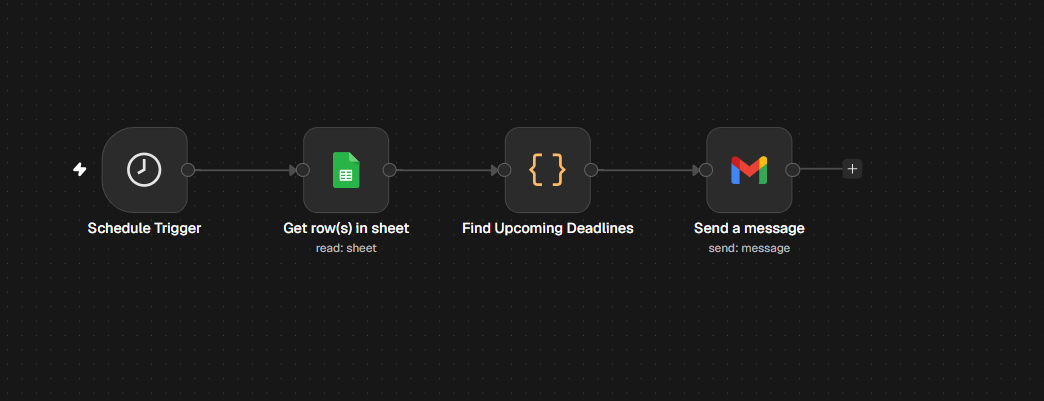 Schedule Trigger
Get row(s) in sheet
read: sheet
Find Upcoming Deadlines
Send a message
send: message